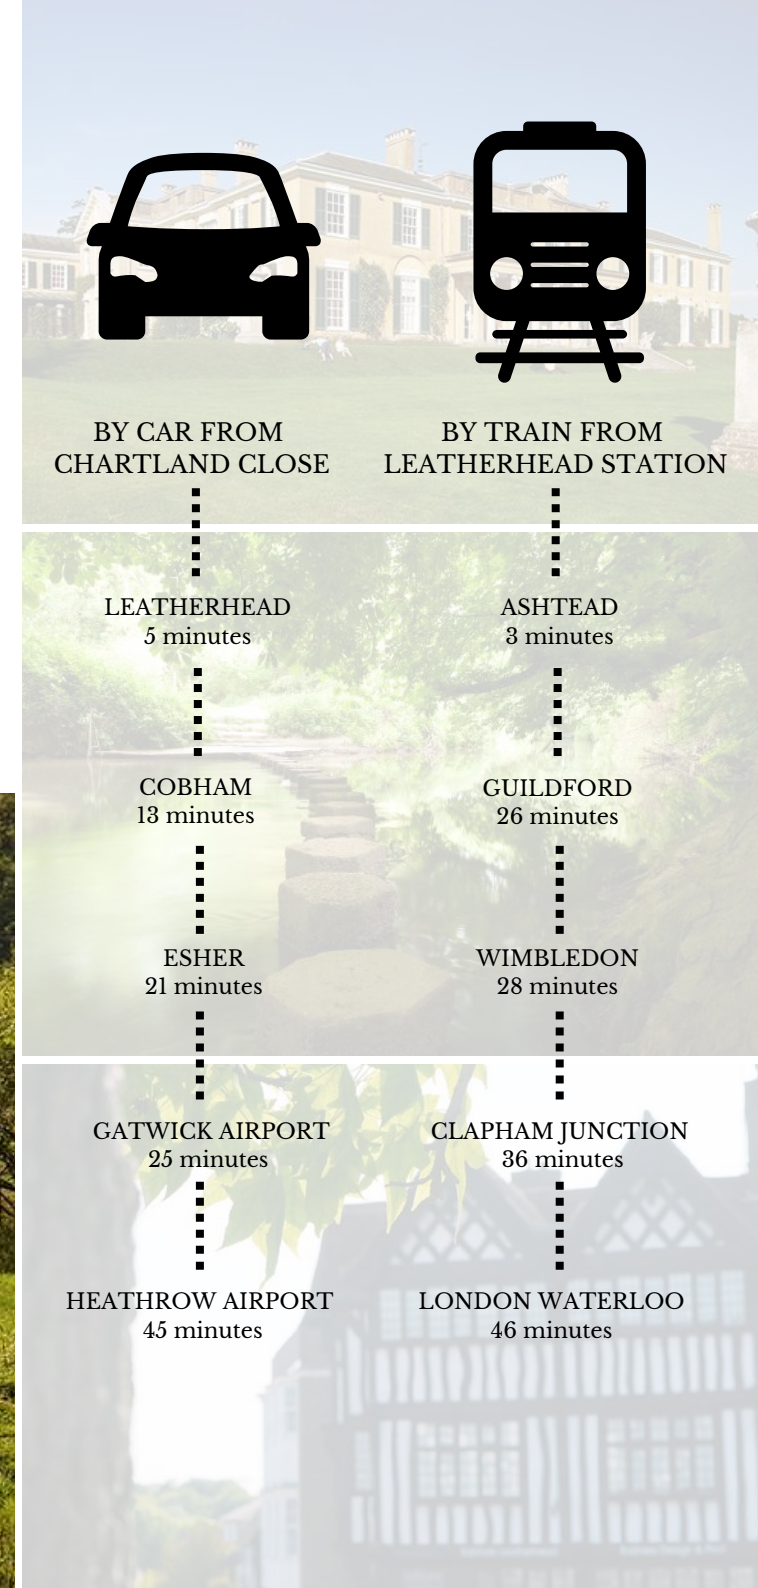 BY CAR FROM
CHARTLAND CLOSE
LEATHERHEAD
5 minutes
COBHAM
13 minutes
ESHER
21 minutes
GATWICK AIRPORT
25 minutes
HEATHROW AIRPORT
45 minutes
BY TRAIN FROM
LEATHERHEAD STATION
ASHTEAD
3 minutes
GUILDFORD
26 minutes
WIMBLEDON
28 minutes
CLAPHAM JUNCTION
36 minutes
LONDON WATERLOO
46 minutes